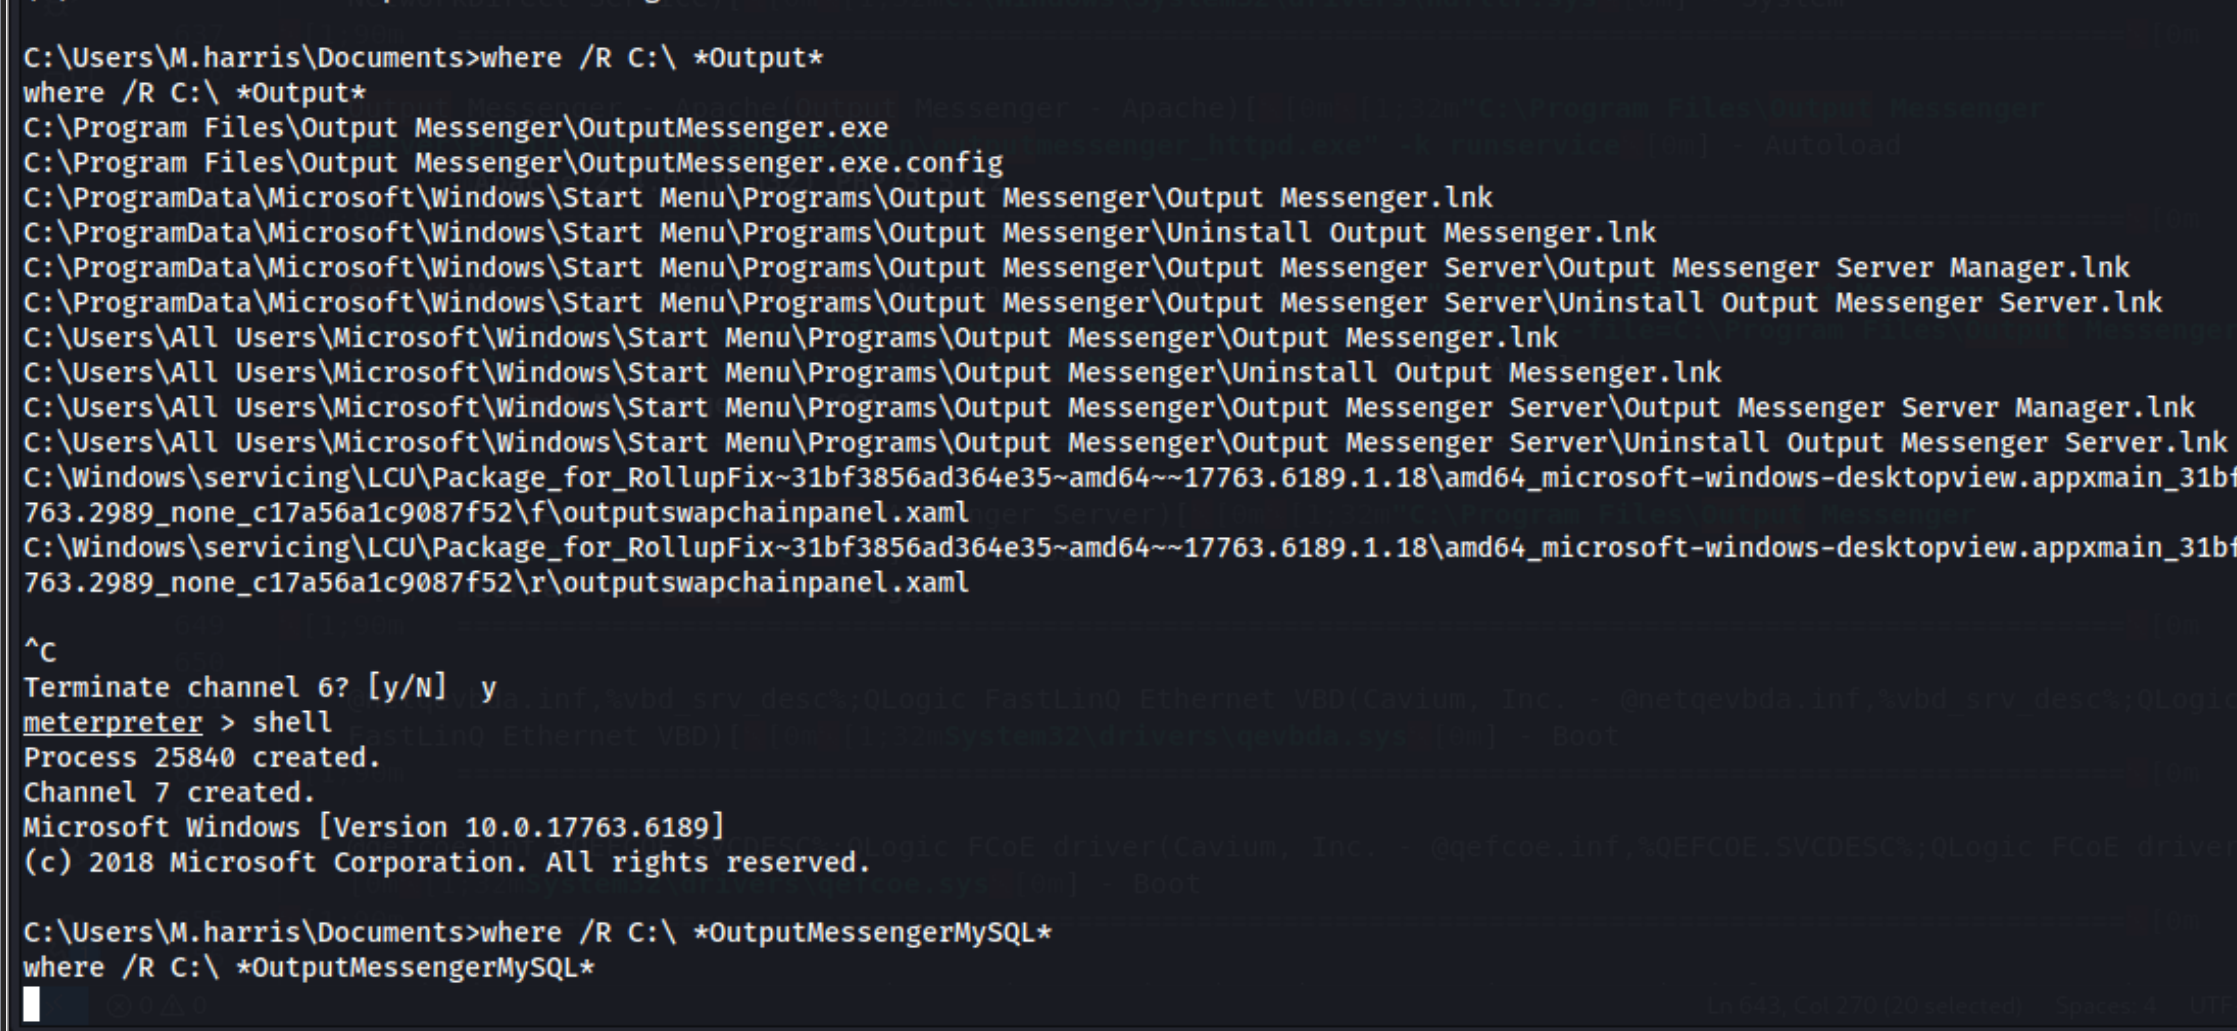 C:\Users\M.harris\Documents>where /R C:\ *Output*
where /R C:\ *Output*
C:\Program Files\Output Messenger\OutputMessenger.exe
C:\Program Files\Output Messenger\OutputMessenger.exe.config
C:\ProgramData\Microsoft\Windows\Start Menu\Programs\Output Messenger\Output Messenger.lnk
C:\ProgramData\Microsoft\Windows\Start Menu\Programs\Output Messenger\Uninstall Output Messenger.lnk
C:\ProgramData\Microsoft\Windows\Start Menu\Programs\Output Messenger\Output Messenger Server\Output Messenger Server Manager.lnk
C:\ProgramData\Microsoft\Windows\Start Menu\Programs\Output Messenger\Output Messenger Server\Uninstall Output Messenger Server.lnk
C:\Users\All Users\Microsoft\Windows\Start Menu\Programs\Output Messenger\Output Messenger.lnk
C:\Users\All Users\Microsoft\Windows\Start Menu\Programs\Output Messenger\Uninstall Output Messenger.lnk
C:\Users\All Users\Microsoft\Windows\Start Menu\Programs\Output Messenger\Output Messenger Server\Output Messenger Server Manager.lnk
C:\Users\All Users\Microsoft\Windows\Start Menu\Programs\Output Messenger\Output Messenger Server\Uninstall Output Messenger Server.lnk
C:\Windows\servicing\LCU\Package_for_RollupFix~31bf3856ad364e35~amd64~~17763.6189.1.18\amd64_microsoft-windows-desktopview.appxmain_31bf
763.2989_none_c17a56a1c9087f52\f\outputswapchainpanel.xaml
C:\Windows\servicing\LCU\Package_for_RollupFix~31bf3856ad364e35~amd64~~17763.6189.1.18\amd64_microsoft-windows-desktopview.appxmain_31bf
763.2989_none_c17a56a1c9087f52\r\outputswapchainpanel.xaml
^C
Terminate channel 6? [y/N]  y
meterpreter > shell
Process 25840 created.
Channel 7 created.
Microsoft Windows [Version 10.0.17763.6189]
(c) 2018 Microsoft Corporation. All rights reserved.
C:\Users\M.harris\Documents>where /R C:\ *OutputMessengerMySQL*
where /R C:\ *OutputMessengerMySQL*